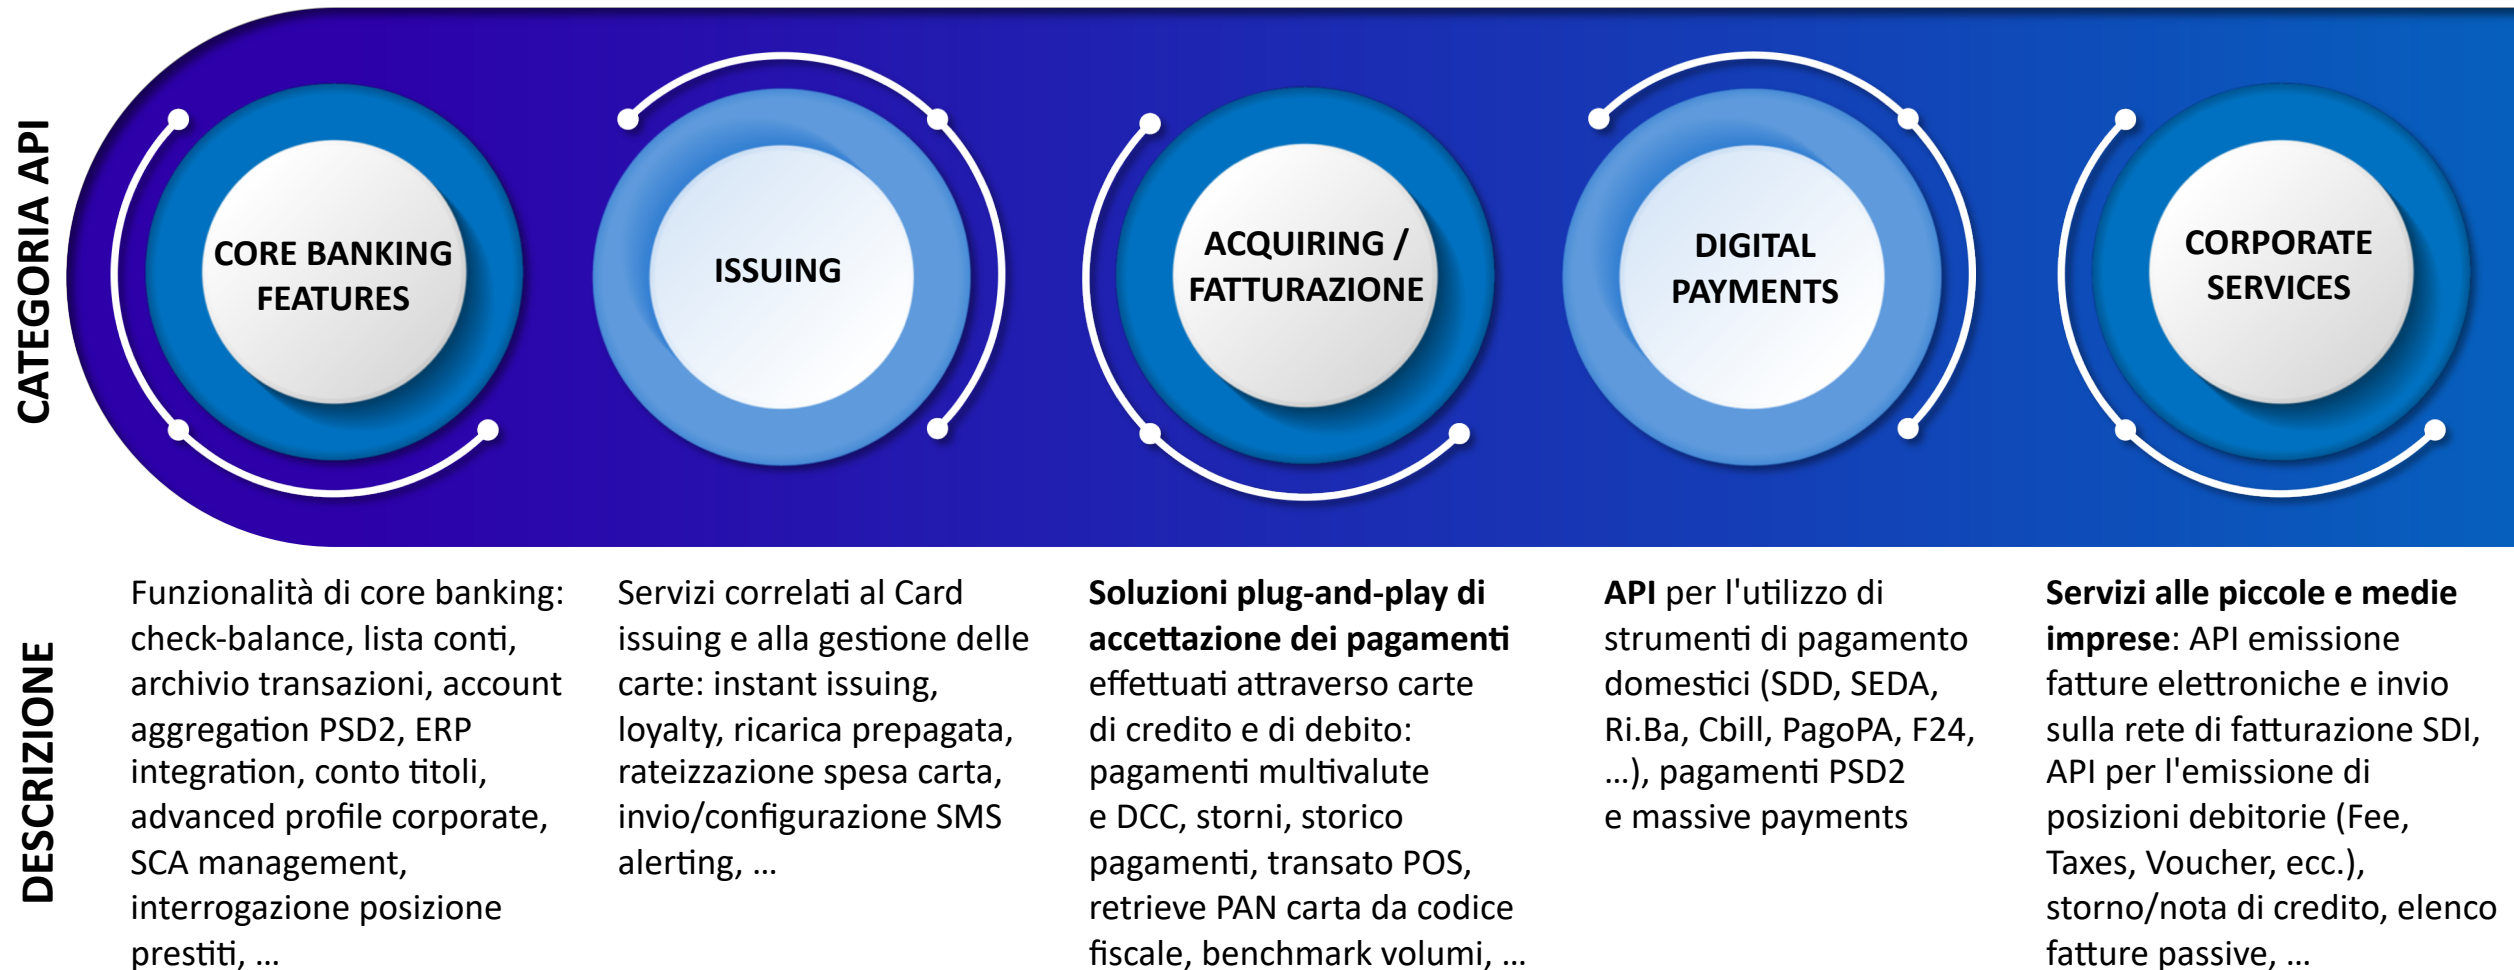 CATEGORIA API
CORE BANKING
FEATURES
ISSUING
ACQUIRING /
FATTURAZIONE
DIGITAL
PAYMENTS
CORPORATE
SERVICES
DESCRIZIONE
Funzionalità di core banking:
check-balance, lista conti,
archivio transazioni, account
aggregation PSD2, ERP
integration, conto titoli,
advanced profile corporate,
SCA management,
interrogazione posizione
prestiti, ...
Servizi correlati al Card
issuing e alla gestione delle
carte: instant issuing,
loyalty, ricarica prepagata,
rateizzazione spesa carta,
invio/configurazione SMS
alerting, ...
Soluzioni plug-and-play di
accettazione dei pagamenti
effettuati attraverso carte
di credito e di debito:
pagamenti multivalute
e DCC, storni, storico
pagamenti, transato POS,
retrieve PAN carta da codice
fiscale, benchmark volumi, ...
API per l'utilizzo di
strumenti di pagamento
domestici (SDD, SEDA,
Ri.Ba, Cbill, PagoPA, F24,
...), pagamenti PSD2
e massive payments
Servizi alle piccole e medie
imprese: API emissione
fatture elettroniche e invio
sulla rete di fatturazione SDI,
API per l'emissione di
posizioni debitorie (Fee,
Taxes, Voucher, ecc.),
storno/nota di credito, elenco
fatture passive, ...